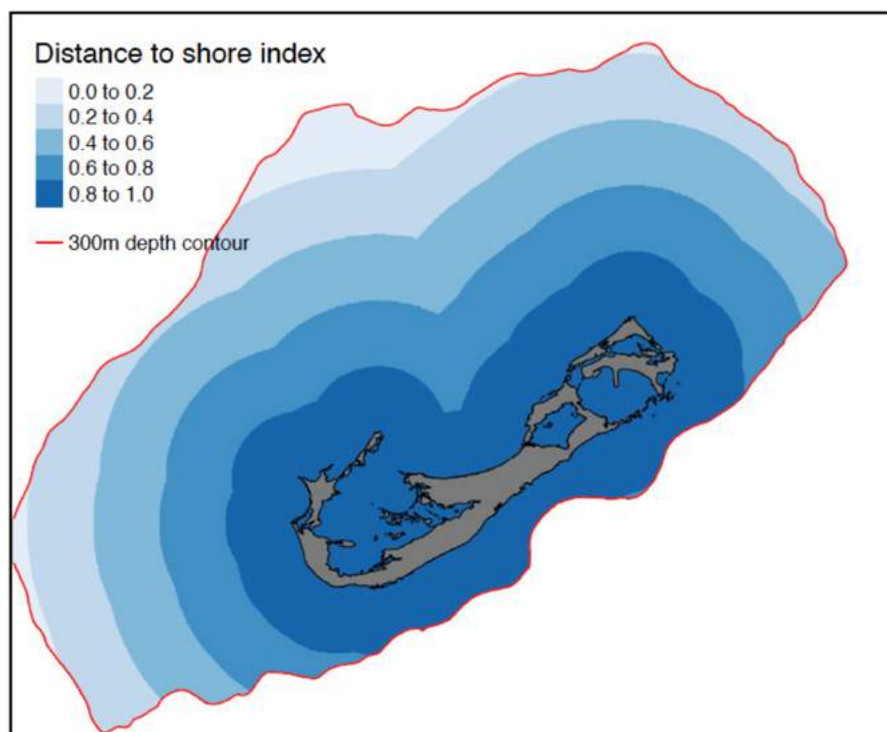 Distance to shore index
0.0 to 0.2
0.2 to 0.4
0.4 to 0.6
0.6 to 0.8
0.8 to 1.0
300m depth contour